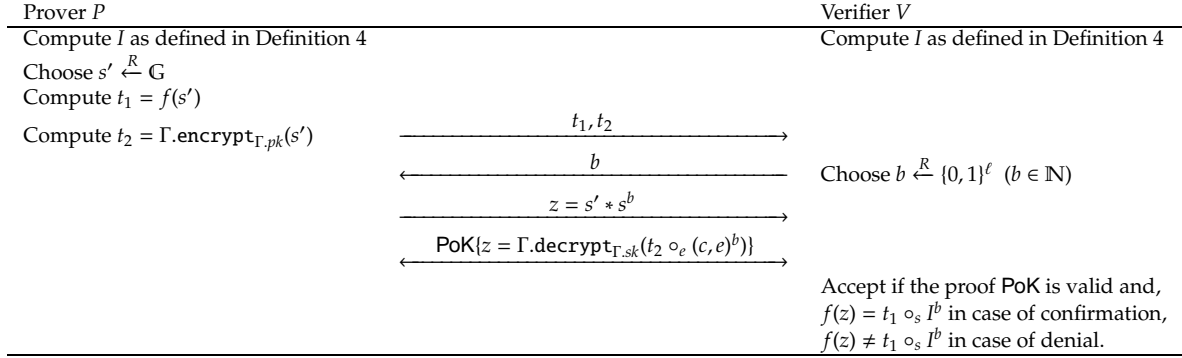 Prover P Verifier V
Compute I as defined in Definition 4 Compute I as defined in Definition 4
Choose s′ ←R 𝔾
Compute t₁ = f(s′)
Compute t₂ = Γ.encrypt_Γ.pk(s′) t₁, t₂
b Choose b ←R {0, 1}^ℓ (b ∈ ℕ)
z = s′ ∗ s^b
PoK{z = Γ.decrypt_Γ.sk(t₂ ∘ₑ (c, e)^b)}
Accept if the proof PoK is valid and,
f(z) = t₁ ∘ₛ I^b in case of confirmation,
f(z) ≠ t₁ ∘ₛ I^b in case of denial.